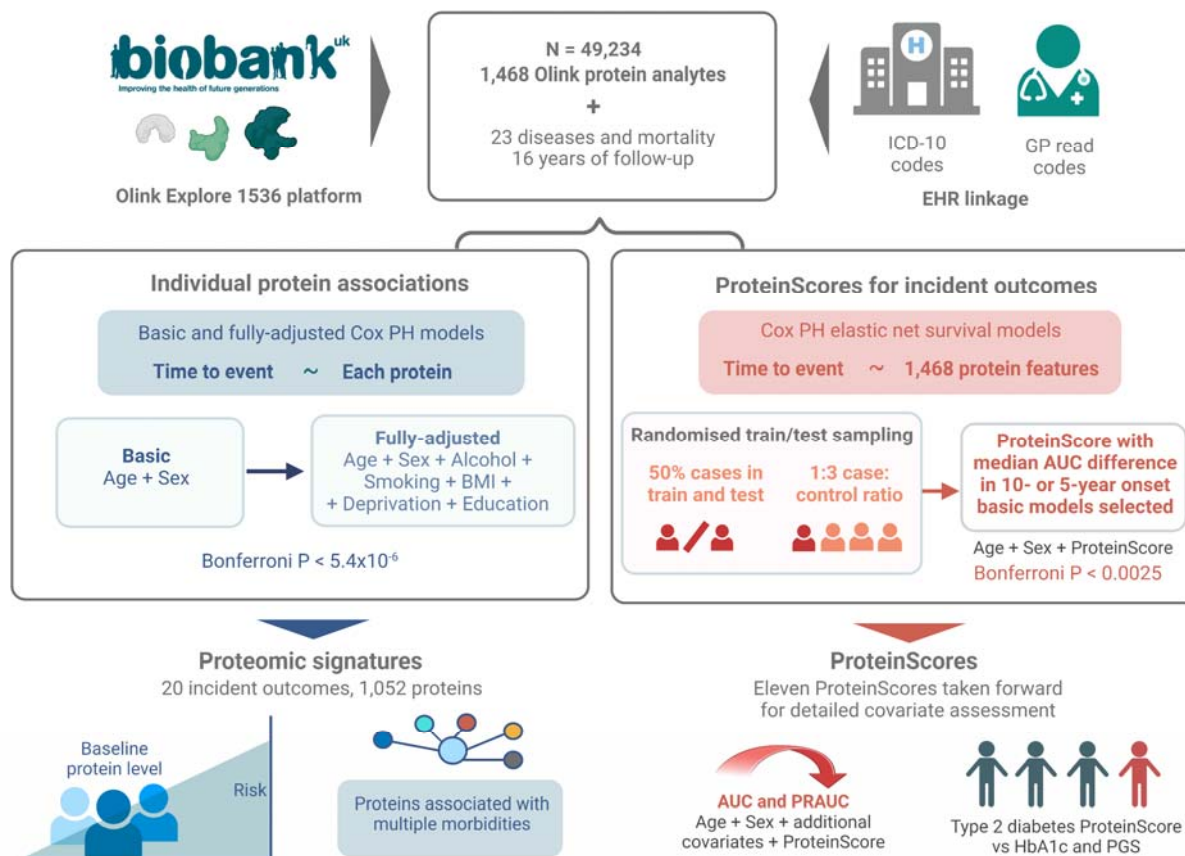 biobank uk
Improving the health of future generations
Olink Explore 1536 platform
N = 49,234
1,468 Olink protein analytes
+
23 diseases and mortality
16 years of follow-up
H
ICD-10
codes
GP read
codes
EHR linkage
Individual protein associations
Basic and fully-adjusted Cox PH models
Time to event ~ Each protein
Basic
Age + Sex
Fully-adjusted
Age + Sex + Alcohol +
Smoking + BMI +
+ Deprivation + Education
Bonferroni P < 5.4x10⁻⁶
ProteinScores for incident outcomes
Cox PH elastic net survival models
Time to event ~ 1,468 protein features
Randomised train/test sampling
50% cases in
train and test
1:3 case:
control ratio
ProteinScore with
median AUC difference
in 10- or 5-year onset
basic models selected
Age + Sex + ProteinScore
Bonferroni P < 0.0025
Proteomic signatures
20 incident outcomes, 1,052 proteins
Baseline
protein level
Risk
Proteins associated with
multiple morbidities
ProteinScores
Eleven ProteinScores taken forward
for detailed covariate assessment
AUC and PRAUC
Age + Sex + additional
covariates + ProteinScore
Type 2 diabetes ProteinScore
vs HbA1c and PGS